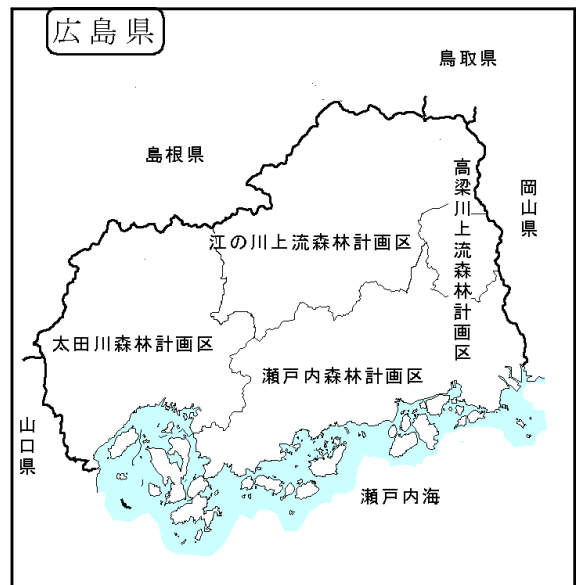 広島県
鳥取県
島根県
高梁川上流森林計画区
岡山県
江の川上流森林計画区
太田川森林計画区
瀬戸内森林計画区
山口県
瀬戸内海